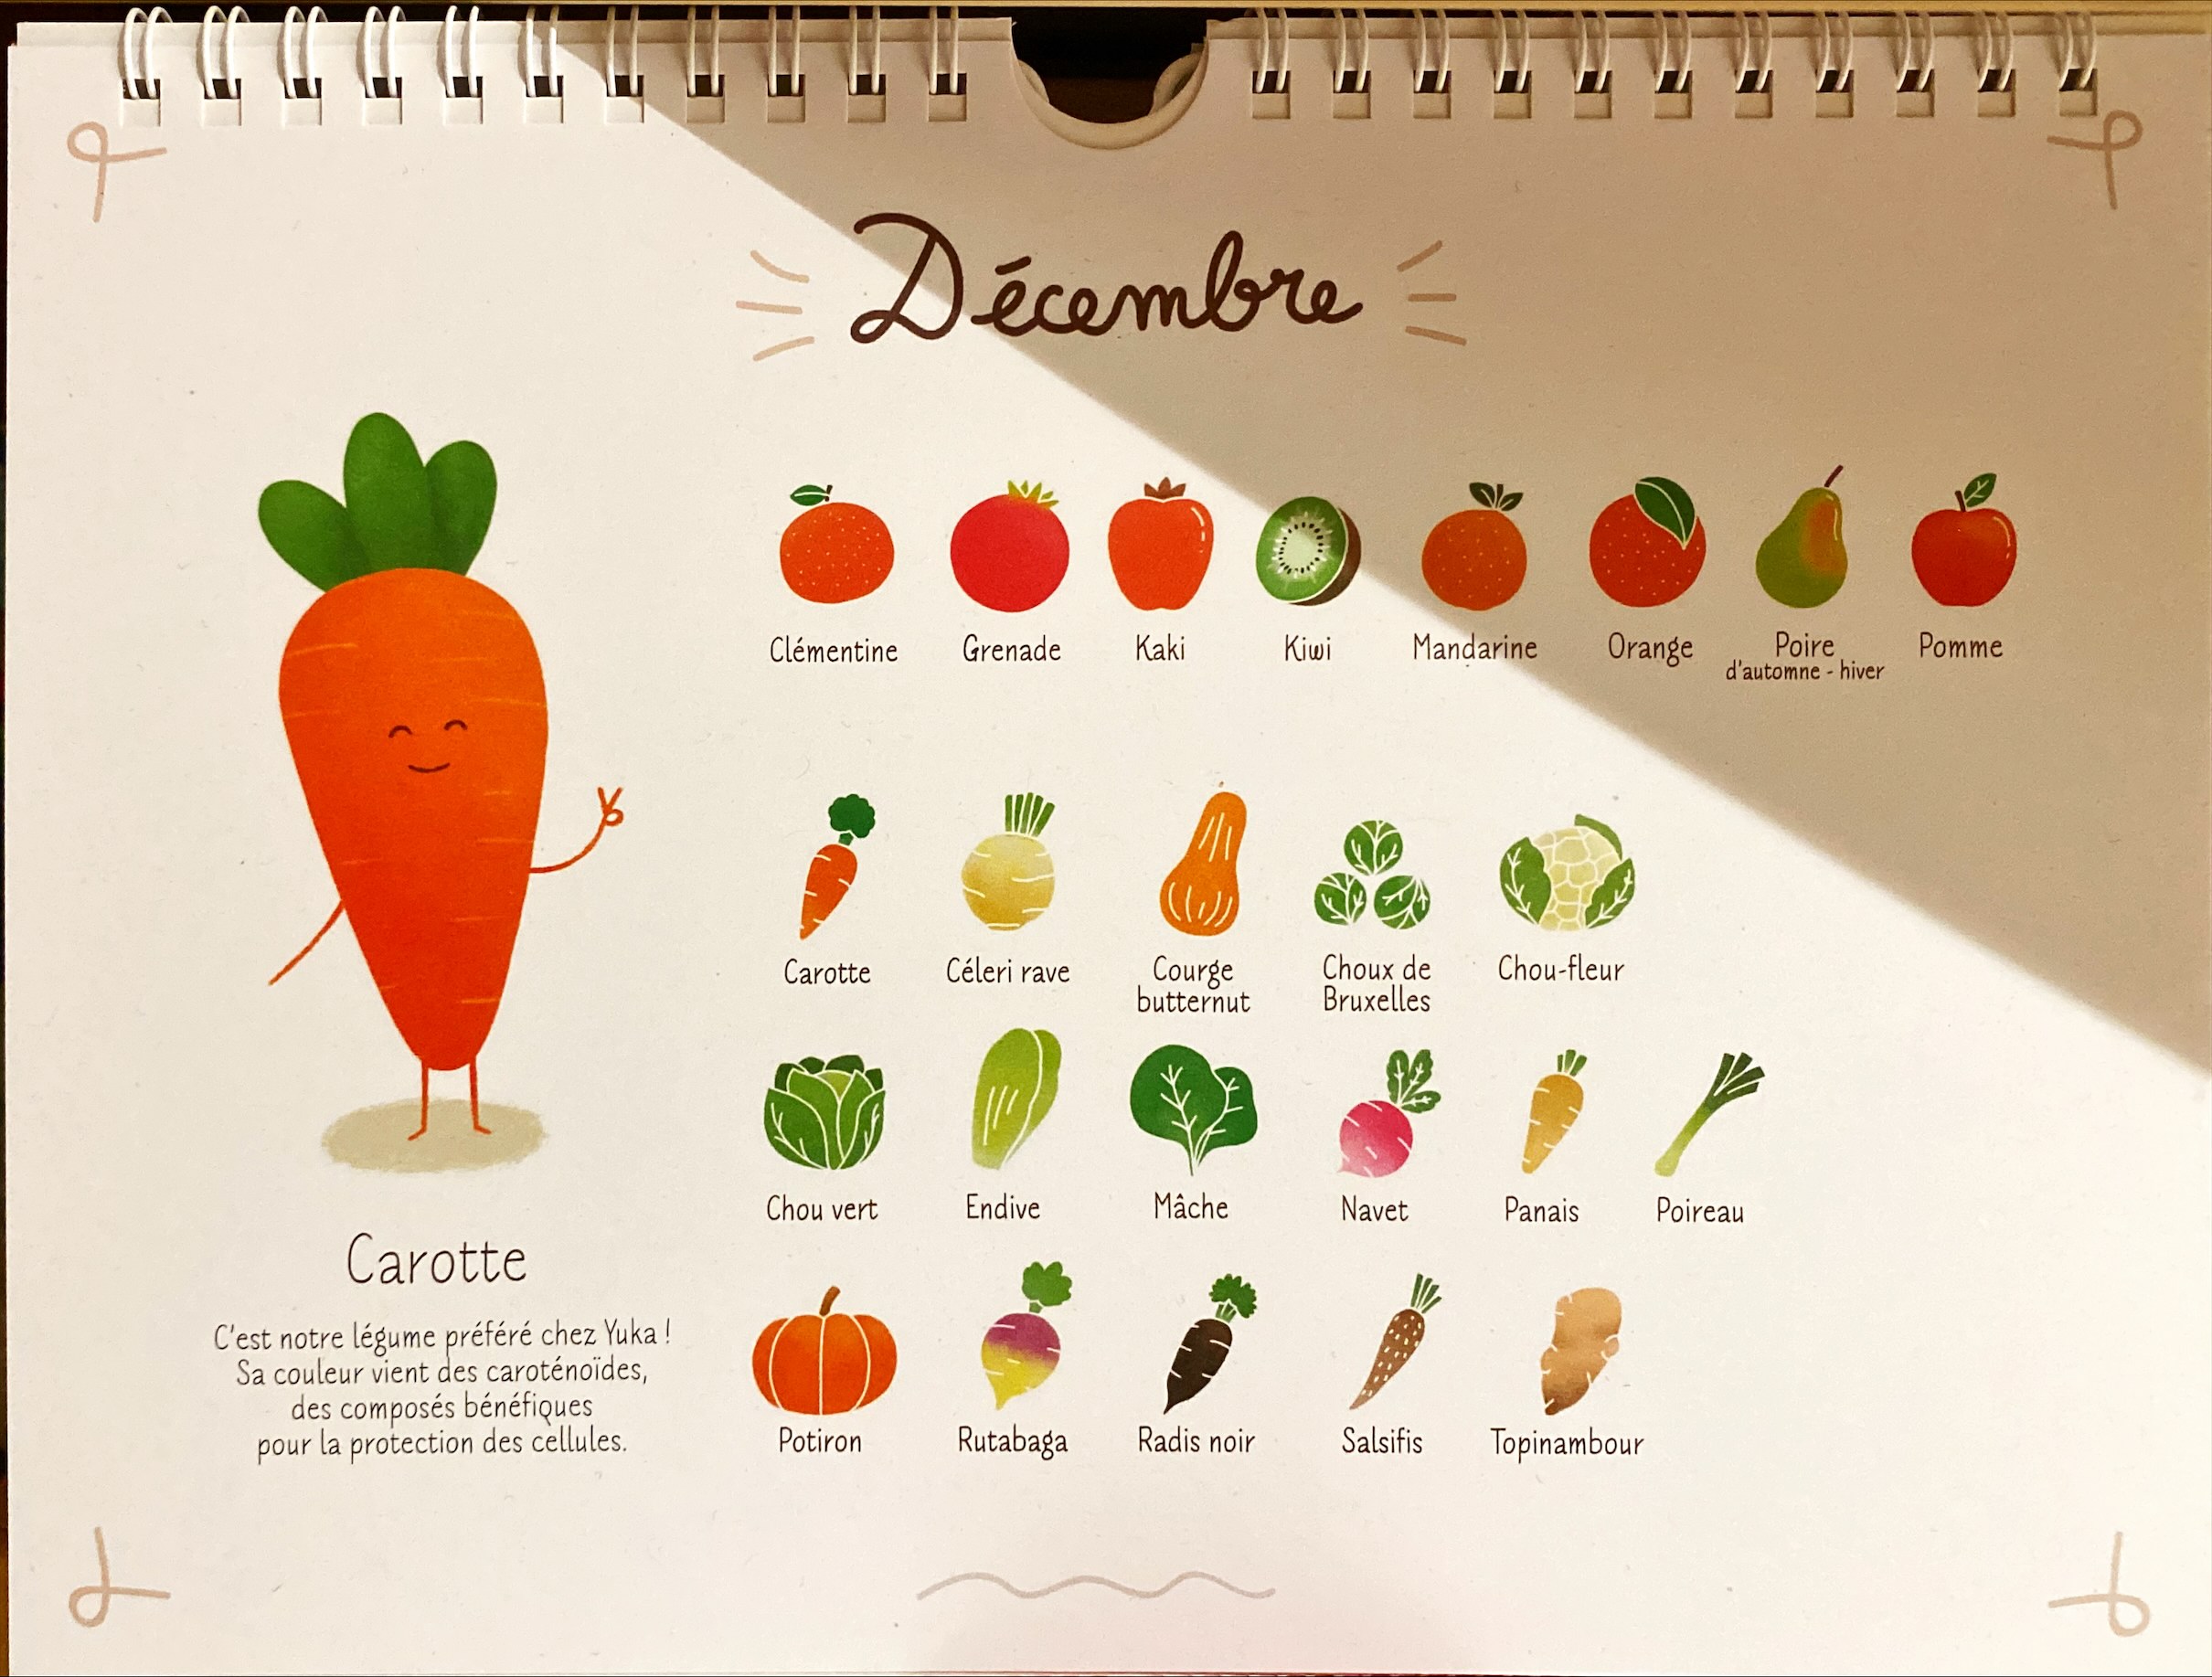 Décembre
Clémentine
Grenade
Kaki
Kiwi
Mandarine
Orange
Poire
d'automne - hiver
Pomme
Carotte
Céleri rave
Courge
butternut
Choux de
Bruxelles
Chou-fleur
Chou vert
Endive
Mâche
Navet
Panais
Poireau
Potiron
Rutabaga
Radis noir
Salsifis
Topinambour
Carotte
C'est notre légume préféré chez Yuka !
Sa couleur vient des caroténoïdes,
des composés bénéfiques
pour la protection des cellules.